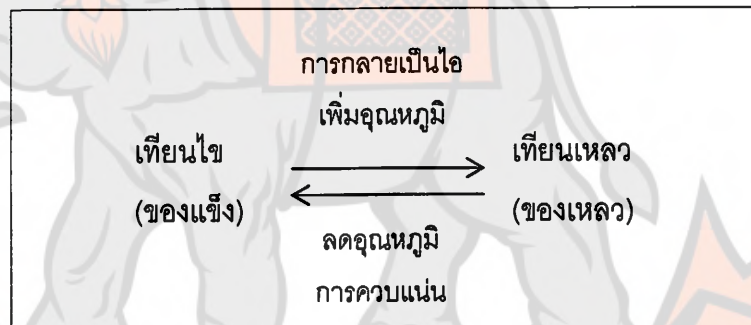 การกลายเป็นไอ
เพิ่มอุณหภูมิ
เทียนไข เทียนเหลว
(ของแข็ง) (ของเหลว)
ลดอุณหภูมิ
การควบแน่น